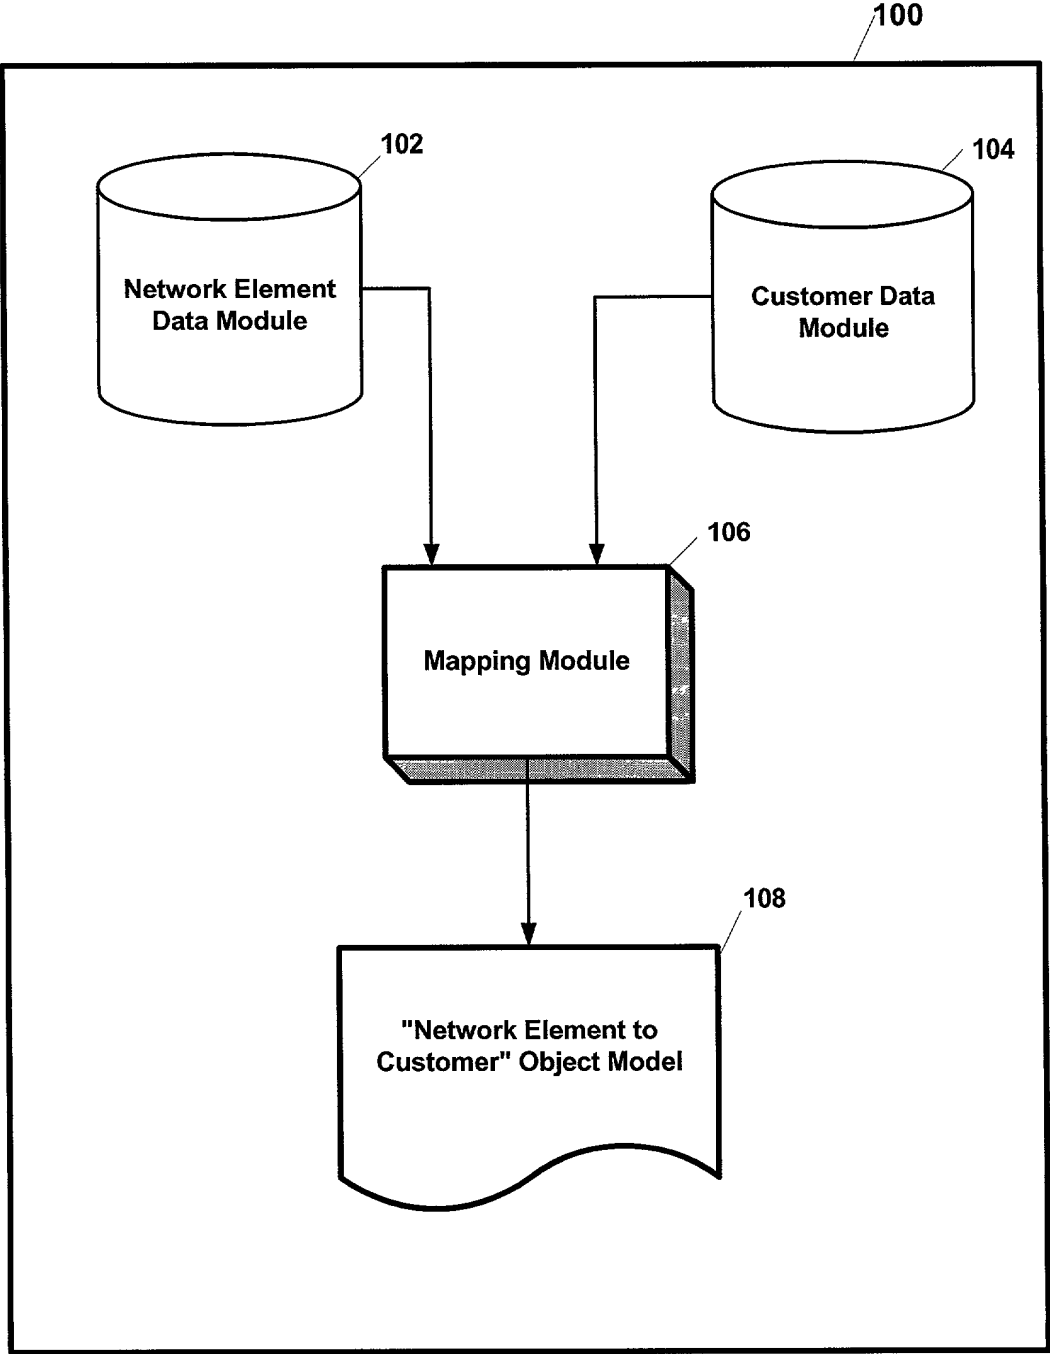 100
102
104
Network Element
Data Module
Customer Data
Module
106
Mapping Module
108
"Network Element to
Customer" Object Model